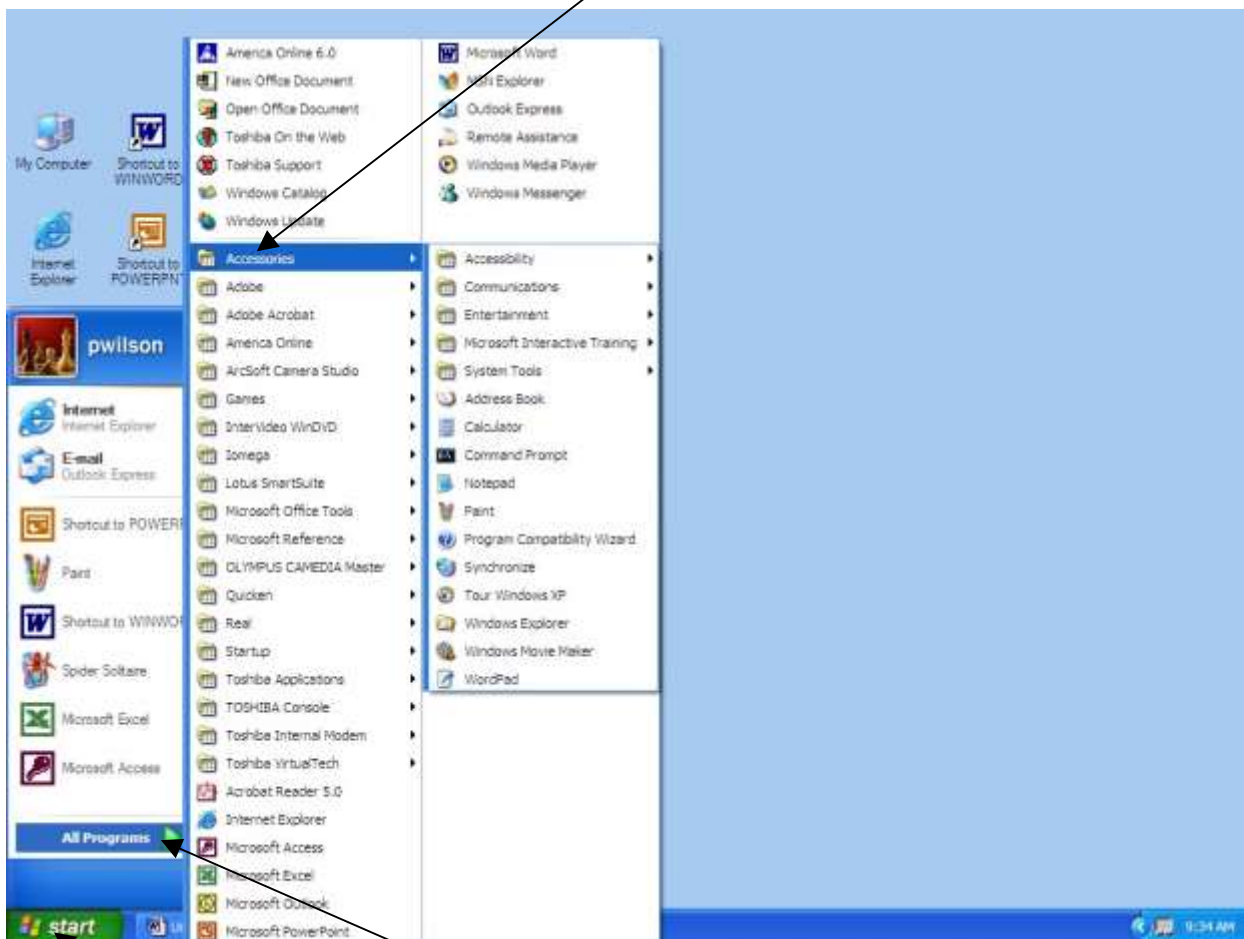 My Computer
Shortcut to
WINWORD
Internet
Explorer
Shortcut to
POWERPN
pwilson
Internet
Internet Explorer
E-mail
Outlook Express
Shortcut to POWER
Paint
Shortcut to WINWO
Spider Solitaire
Microsoft Excel
Microsoft Access
All Programs
start
America Online 6.0
New Office Document
Open Office Document
Toshiba On the Web
Toshiba Support
Windows Catalog
Windows Update
Accessories
Adobe
Adobe Acrobat
America Online
ArcSoft Camera Studio
Games
InterVideo WinDVD
Iomega
Lotus SmartSuite
Microsoft Office Tools
Microsoft Reference
OLYMPUS CAMEDIA Master
Quicken
Real
Startup
Toshiba Applications
TOSHIBA Console
Toshiba Internal Modem
Toshiba VirtualTech
Acrobat Reader 5.0
Internet Explorer
Microsoft Access
Microsoft Excel
Microsoft Outlook
Microsoft PowerPoint
Microsoft Word
MSN Explorer
Outlook Express
Remote Assistance
Windows Media Player
Windows Messenger
Accessibility
Communications
Entertainment
Microsoft Interactive Training
System Tools
Address Book
Calculator
Command Prompt
Notepad
Paint
Program Compatibility Wizard
Synchronize
Tour Windows XP
Windows Explorer
Windows Movie Maker
WordPad
9:34 AM